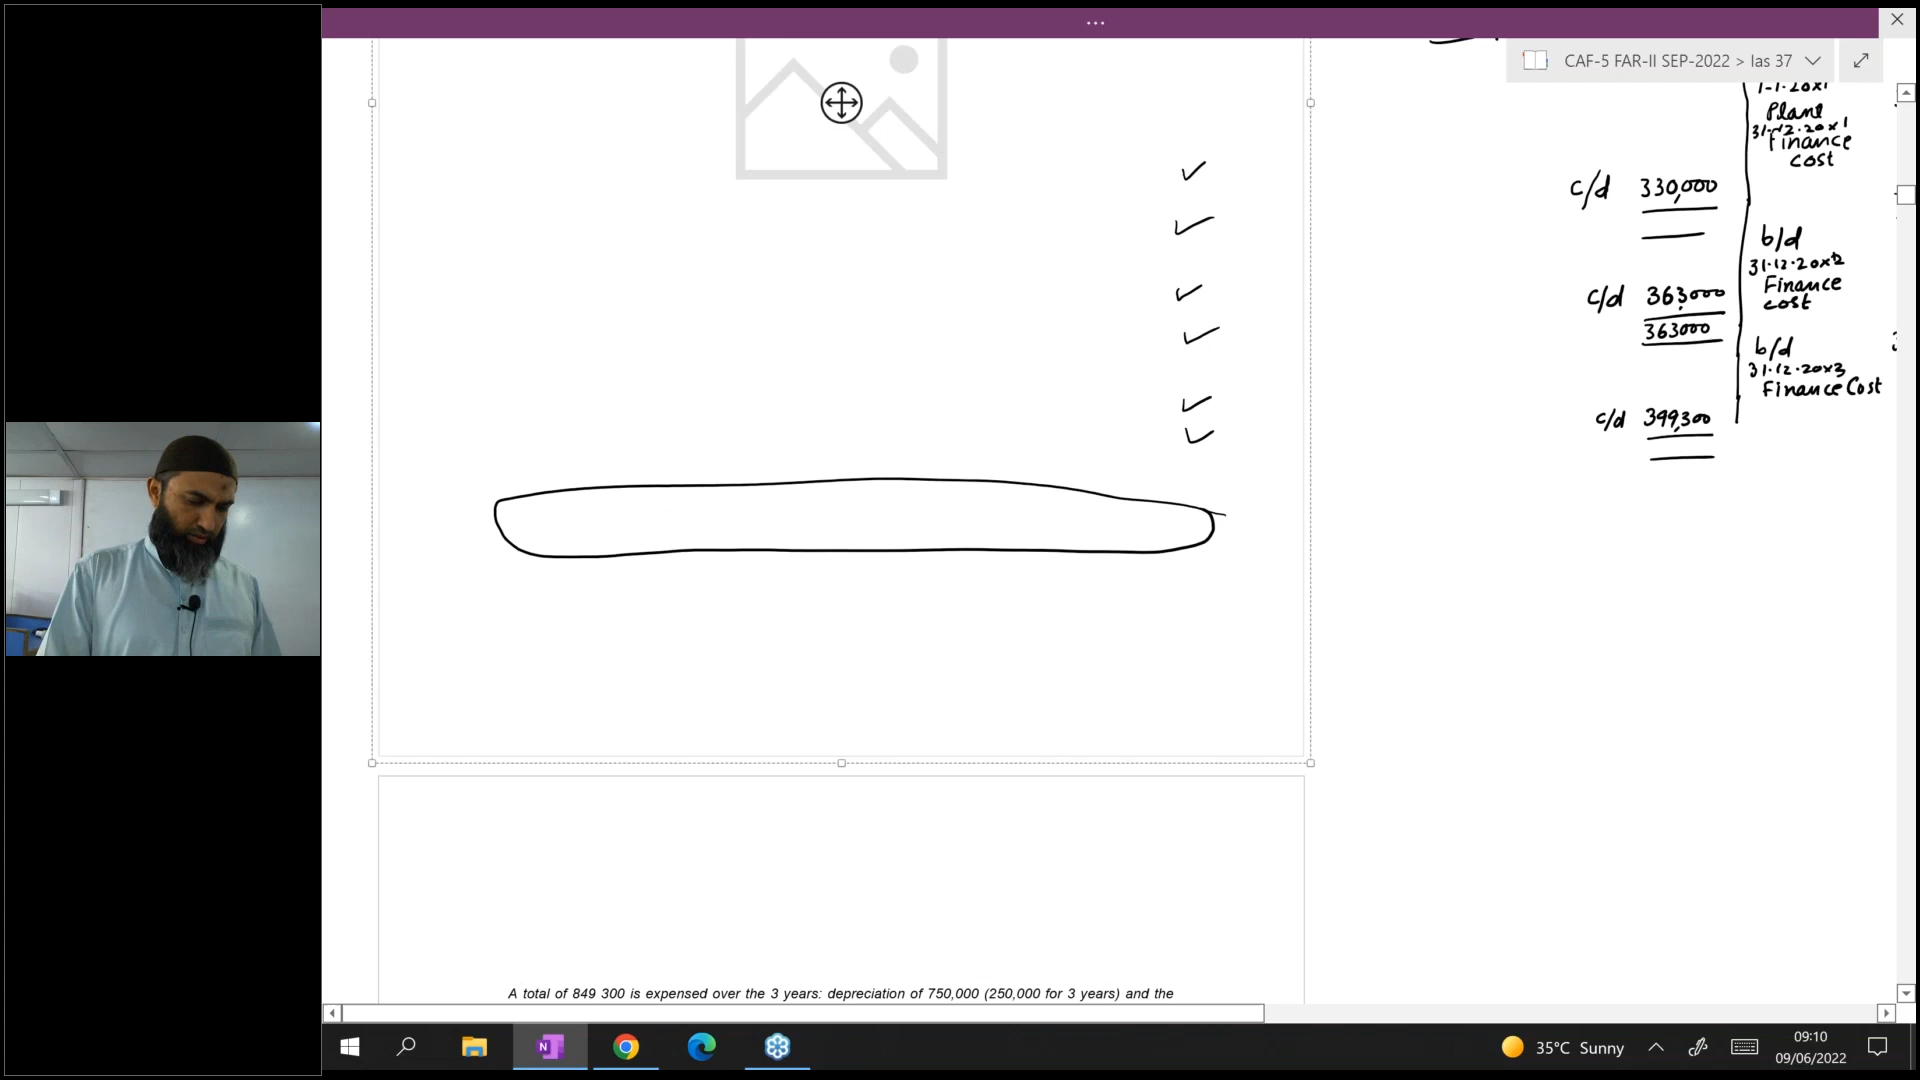 CAF-5 FAR-II SEP-2022 > Ias 37
1-1-20x1
Plane
31-12-20x1
Finance
cost
c/d 330,000
b/d
31-12-20x2
Finance
cost
c/d 363,000
363000
b/d
31-12-20x3
Finance Cost
c/d 399,300
A total of 849 300 is expensed over the 3 years: depreciation of 750,000 (250,000 for 3 years) and the
35°C Sunny
09:10
09/06/2022